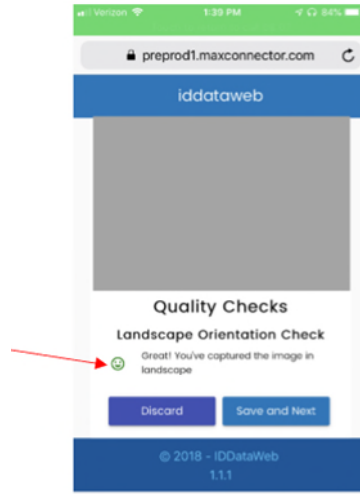 Verizon 1:39 PM 84%
preprod1.maxconnector.com
iddataweb
Quality Checks
Landscape Orientation Check
Great! You've captured the image in
landscape
Discard Save and Next
© 2018 - IDDataWeb
1.1.1